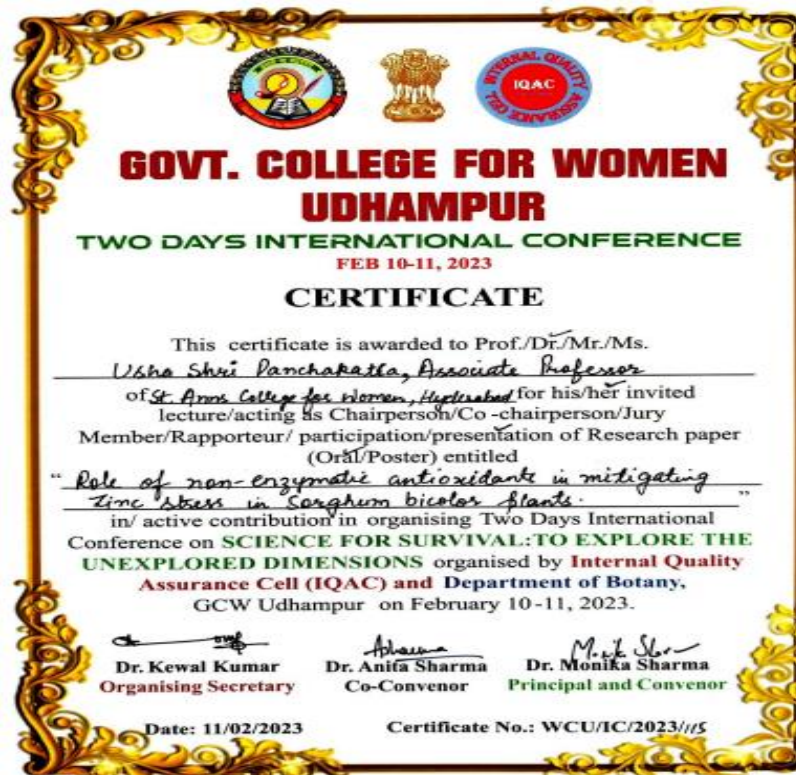 INTERNAL QUALITY ASSURANCE CELL
IQAC
GOVT. COLLEGE FOR WOMEN
UDHAMPUR
TWO DAYS INTERNATIONAL CONFERENCE
FEB 10-11, 2023
CERTIFICATE
This certificate is awarded to Prof./Dr./Mr./Ms.
Usha Shri Panchakatla, Associate Professor
of St. Anns College for Women, Hyderabad for his/her invited
lecture/acting as Chairperson/Co -chairperson/Jury
Member/Rapporteur/ participation/presentation of Research paper
(Oral/Poster) entitled
“ Role of non-enzymatic antioxidants in mitigating
Zinc stress in Sorghum bicolor plants. ”
in/ active contribution in organising Two Days International
Conference on SCIENCE FOR SURVIVAL:TO EXPLORE THE
UNEXPLORED DIMENSIONS organised by Internal Quality
Assurance Cell (IQAC) and Department of Botany,
GCW Udhampur on February 10-11, 2023.
Dr. Kewal Kumar Dr. Anita Sharma Dr. Monika Sharma
Organising Secretary Co-Convenor Principal and Convenor
Date: 11/02/2023 Certificate No.: WCU/IC/2023/115